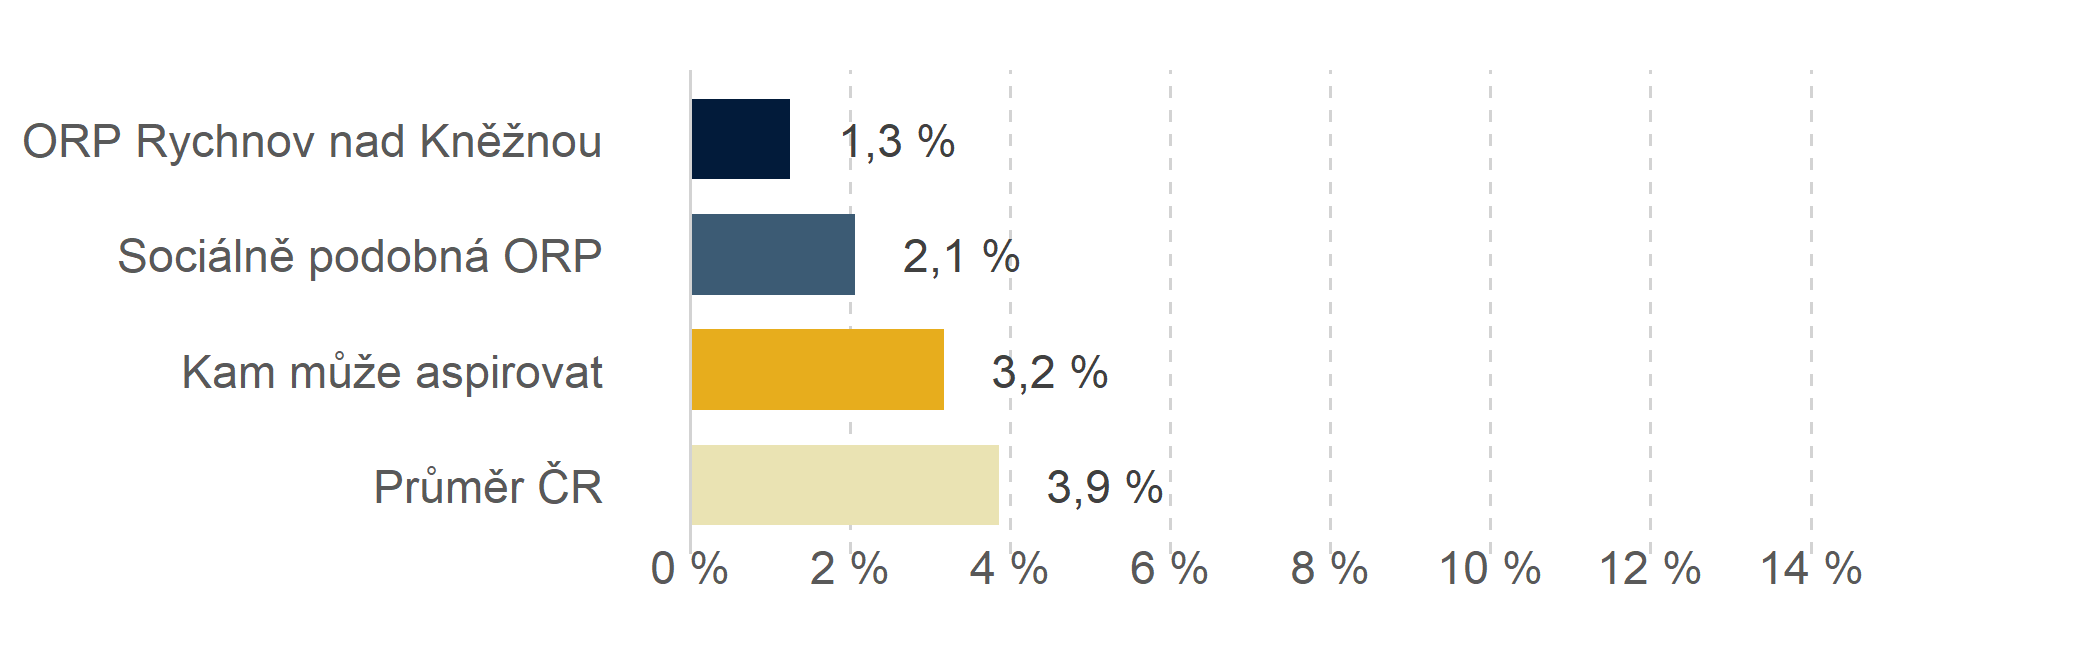 ORP Rychnov nad Kněžnou 1,3 %
Sociálně podobná ORP 2,1 %
Kam může aspirovat 3,2 %
Průměr ČR 3,9 %
0 % 2 % 4 % 6 % 8 % 10 % 12 % 14 %